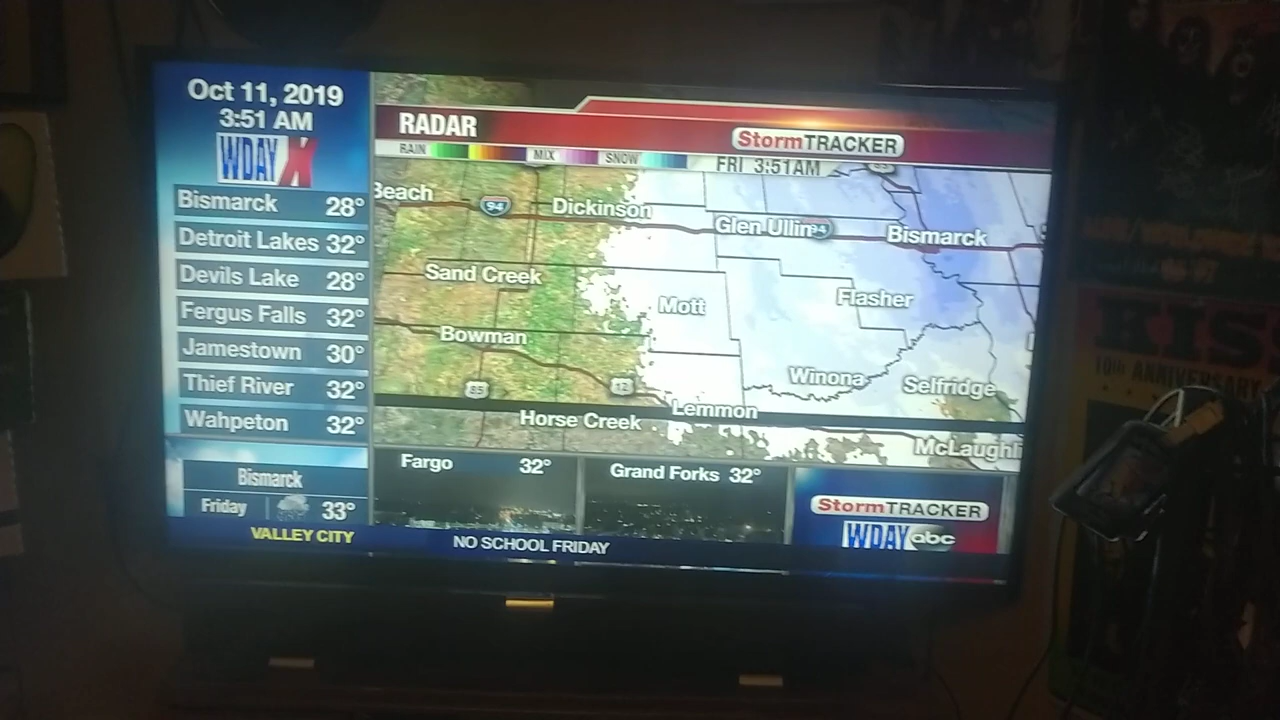 Oct 11, 2019
3:51 AM
WDAY X
Bismarck 28°
Detroit Lakes 32°
Devils Lake 28°
Fergus Falls 32°
Jamestown 30°
Thief River 32°
Wahpeton 32°
Bismarck
Friday 33°
RADAR
StormTRACKER
RAIN MIX SNOW FRI 3:51AM
Beach 94 Dickinson
Glen Ullin 94 Bismarck
Sand Creek
Mott Flasher
Bowman
Winona Selfridge
85 12
Lemmon
Horse Creek
McLaughli
Fargo 32° Grand Forks 32°
StormTRACKER
WDAY abc
VALLEY CITY NO SCHOOL FRIDAY
KISS
10th ANNIVERSARY